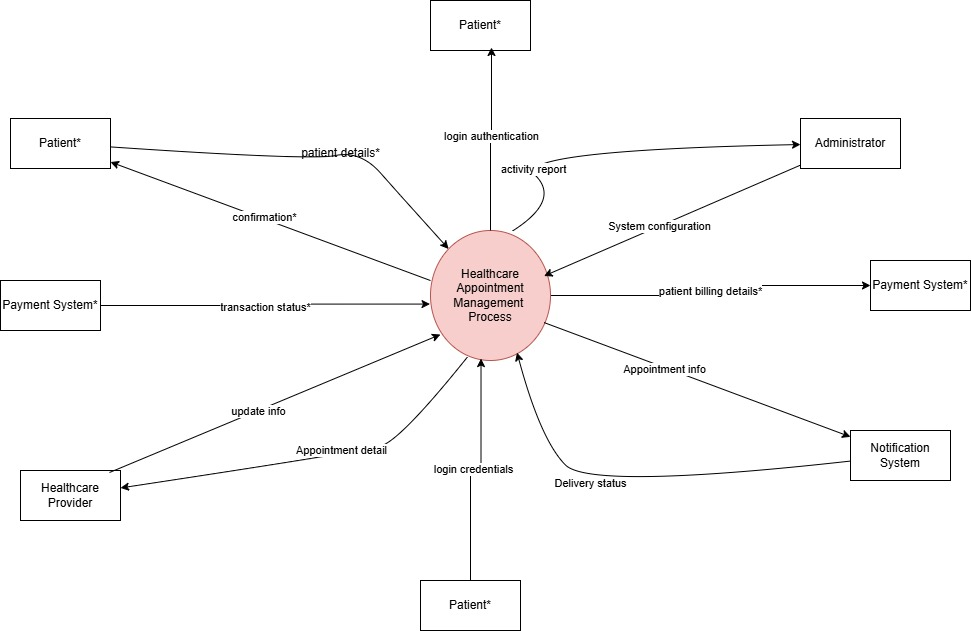 Patient*
login authentication
Patient*
patient details*
activity report
Administrator
confirmation*
System configuration
Healthcare
Appointment
Management
Process
Payment System*
transaction status*
patient billing details*
Payment System*
Appointment info
update info
Appointment detail
Notification
System
login credentials
Delivery status
Healthcare
Provider
Patient*